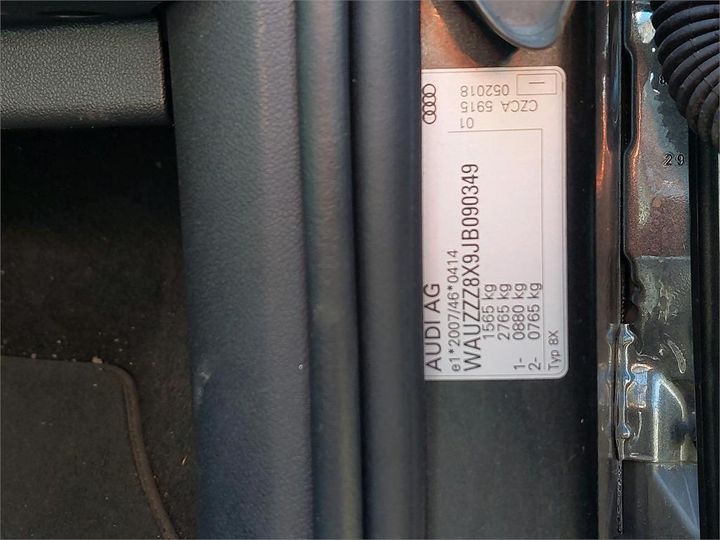 AUDI AG
e1*2007/46*0414
WAUZZZ8X9JB090349
1565 kg
2765 kg
1- 0880 kg
2- 0765 kg
Typ 8X
01
CZCA 5915
052018
29